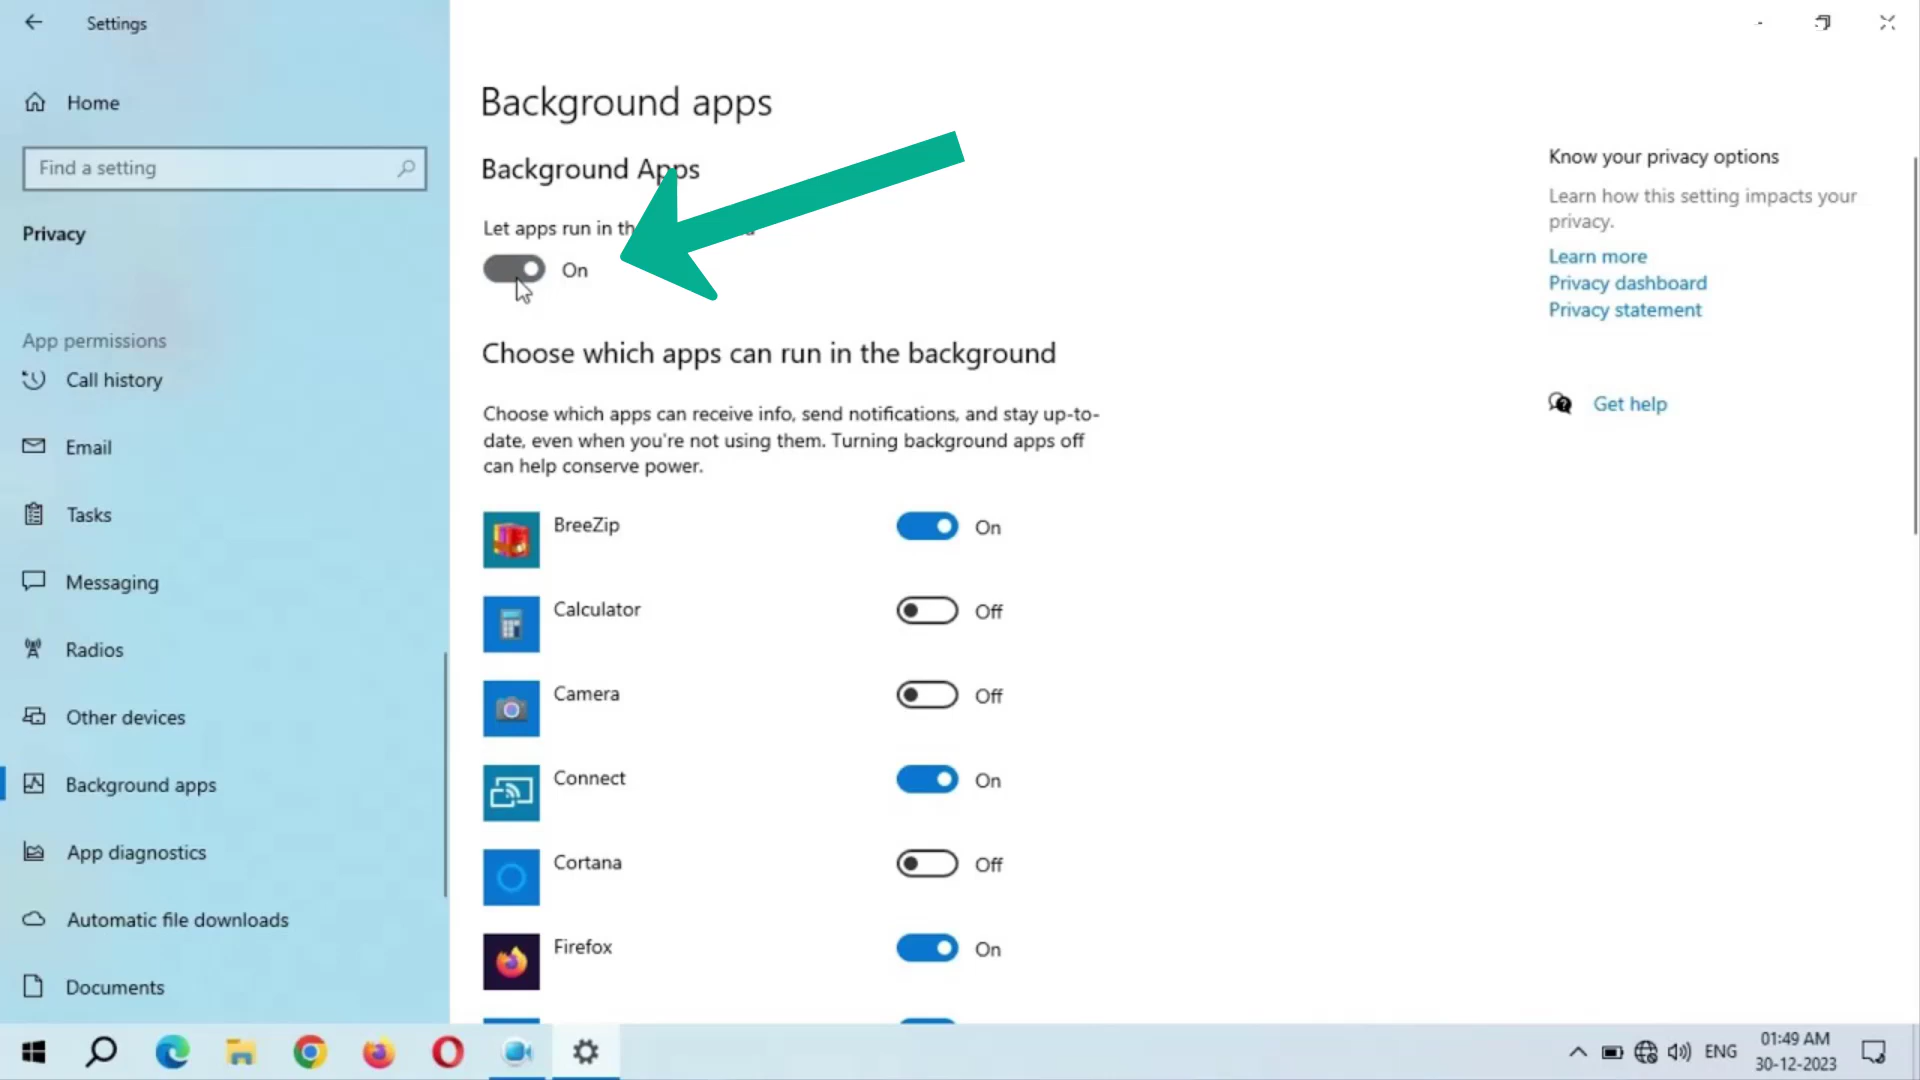 Settings
Home
Find a setting
Privacy
App permissions
Call history
Email
Tasks
Messaging
Radios
Other devices
Background apps
App diagnostics
Automatic file downloads
Documents
Background apps
Background Apps
Let apps run in
On
Choose which apps can run in the background
Choose which apps can receive info, send notifications, and stay up-to-
date, even when you're not using them. Turning background apps off
can help conserve power.
BreeZip On
Calculator Off
Camera Off
Connect On
Cortana Off
Firefox On
Know your privacy options
Learn how this setting impacts your
privacy.
Learn more
Privacy dashboard
Privacy statement
Get help
ENG
01:49 AM
30-12-2023